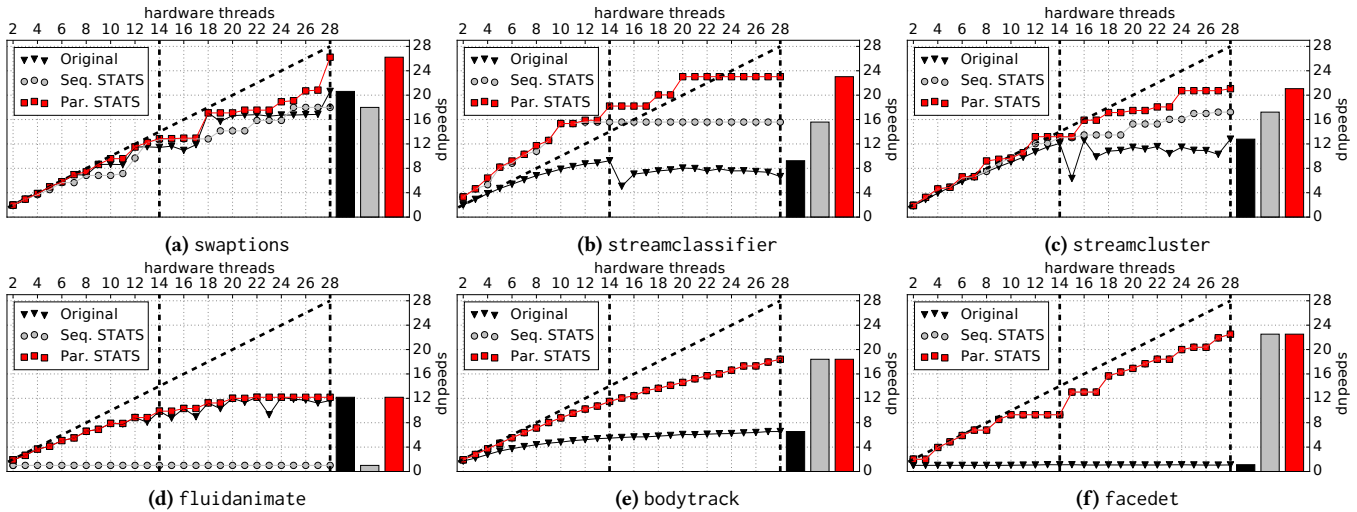 hardware threads
2 4 6 8 10 12 14 16 18 20 22 24 26 28
Original
Seq. STATS
Par. STATS
28
24
20
16
12
8
4
0
speedup
(a) swaptions
hardware threads
2 4 6 8 10 12 14 16 18 20 22 24 26 28
Original
Seq. STATS
Par. STATS
28
24
20
16
12
8
4
0
speedup
(b) streamclassifier
hardware threads
2 4 6 8 10 12 14 16 18 20 22 24 26 28
Original
Seq. STATS
Par. STATS
28
24
20
16
12
8
4
0
speedup
(c) streamcluster
hardware threads
2 4 6 8 10 12 14 16 18 20 22 24 26 28
Original
Seq. STATS
Par. STATS
28
24
20
16
12
8
4
0
speedup
(d) fluidanimate
hardware threads
2 4 6 8 10 12 14 16 18 20 22 24 26 28
Original
Seq. STATS
Par. STATS
28
24
20
16
12
8
4
0
speedup
(e) bodytrack
hardware threads
2 4 6 8 10 12 14 16 18 20 22 24 26 28
Original
Seq. STATS
Par. STATS
28
24
20
16
12
8
4
0
speedup
(f) facedet